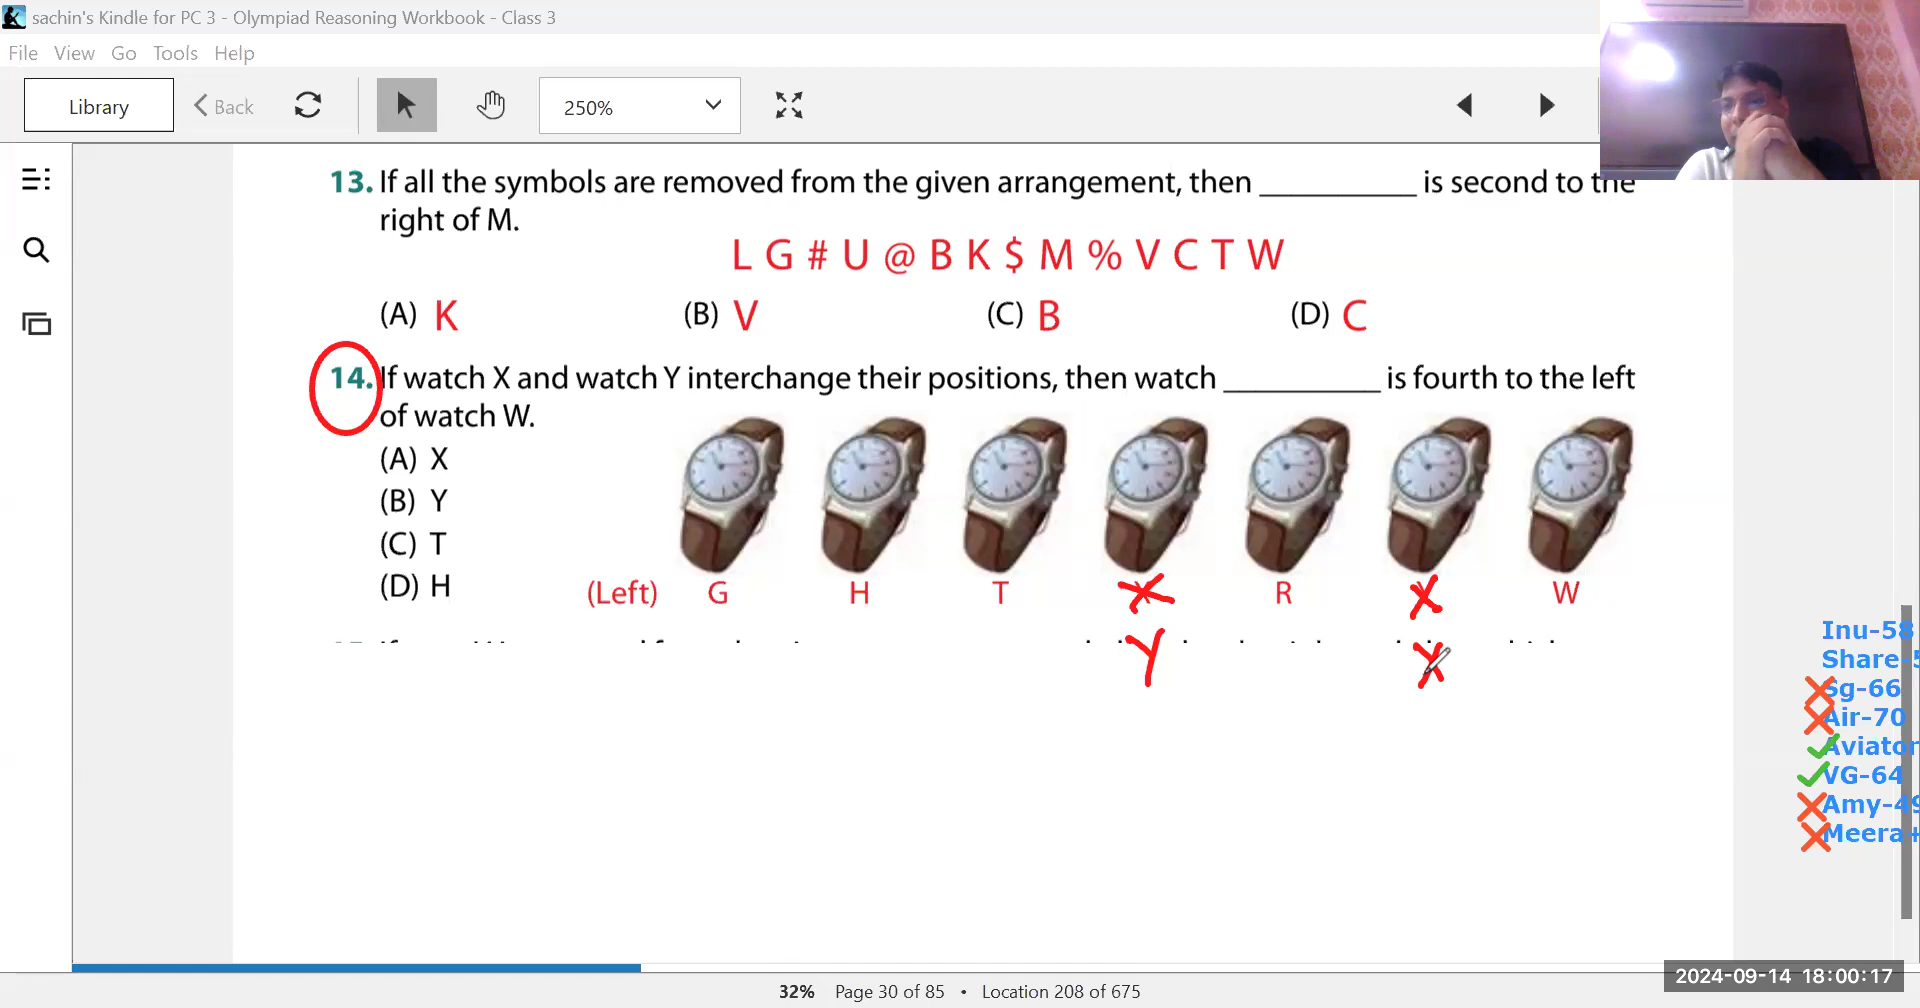 sachin's Kindle for PC 3 - Olympiad Reasoning Workbook - Class 3
File View Go Tools Help
Library Back 250%
13. If all the symbols are removed from the given arrangement, then __________ is second to the
right of M.
L G # U @ B K $ M % V C T W
(A) K (B) V (C) B (D) C
14. If watch X and watch Y interchange their positions, then watch __________ is fourth to the left
of watch W.
(A) X
(B) Y
(C) T
(D) H
(Left) G H T X R Y W
Y X
Inu-58
Share-5
Sg-66
Air-70
Aviator
VG-64
Amy-49
Meera+
2024-09-14 18:00:17
32% Page 30 of 85 • Location 208 of 675